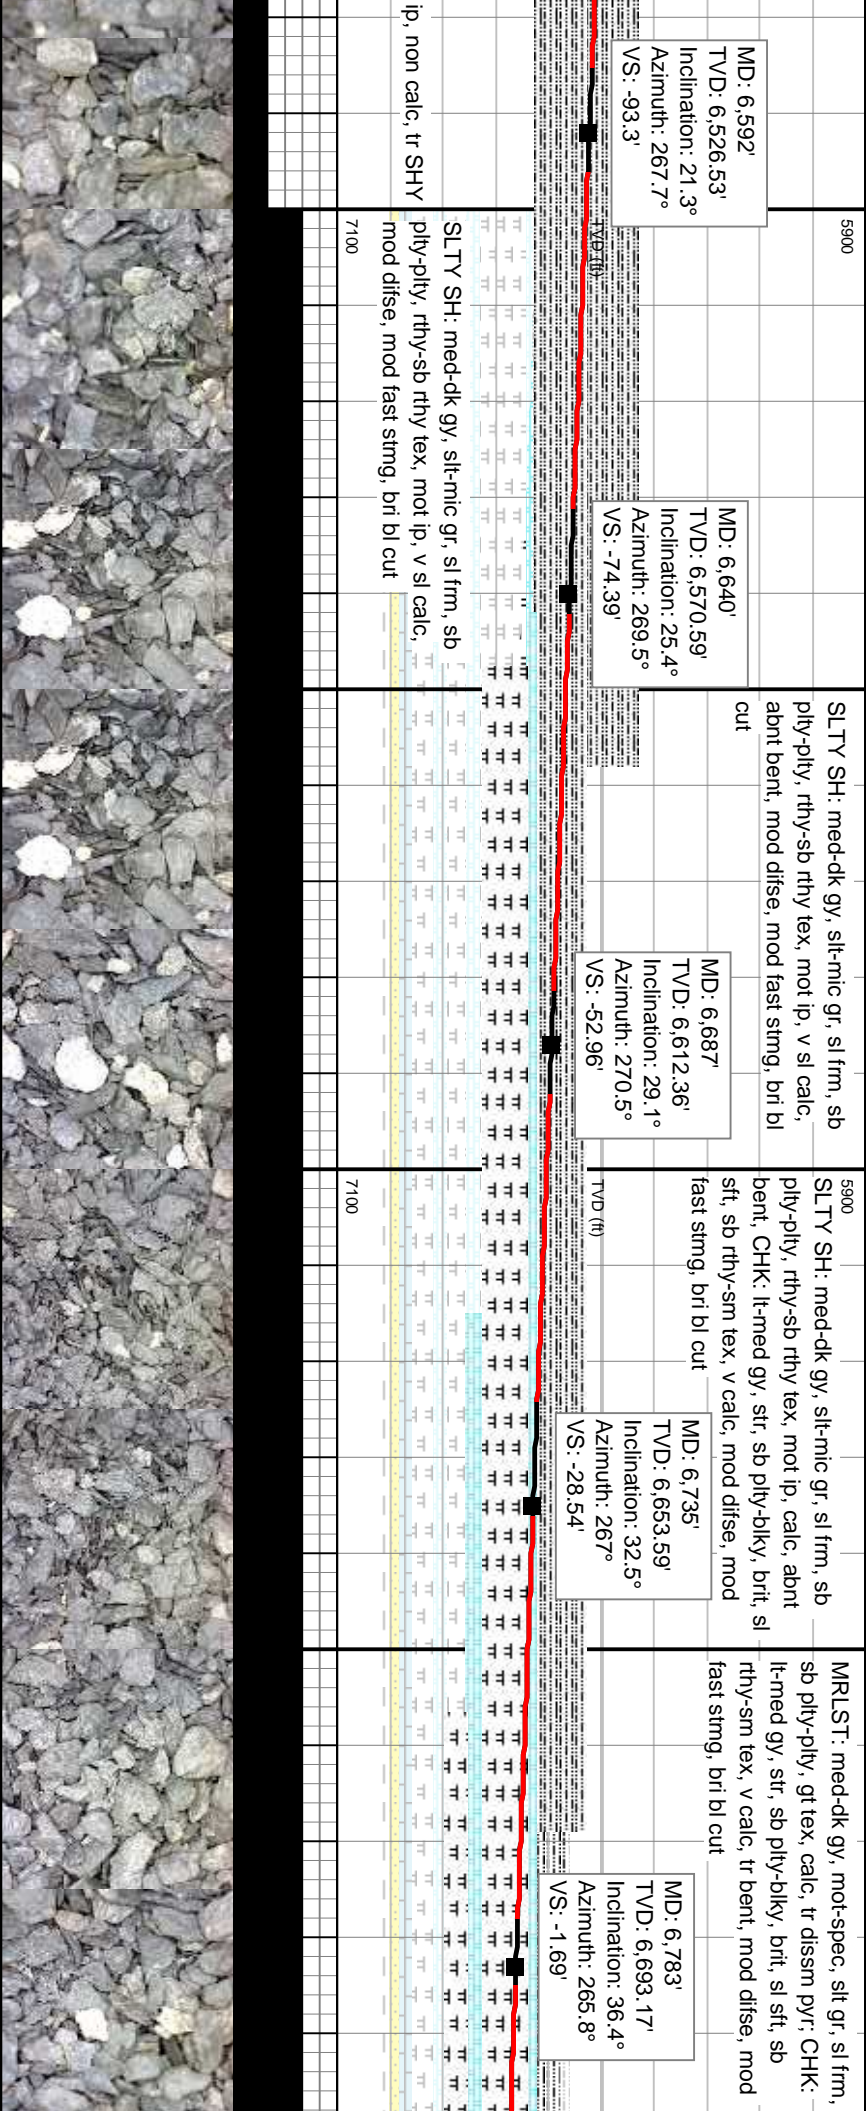 ip, non calc, tr SHY
MD: 6,592'
TVD: 6,526.53'
Inclination: 21.3°
Azimuth: 267.7°
VS: -93.3'
5900
TVD (ft)
7100
SLTY SH: med-dk gy, slt-mic gr, sl frm, sb
plty-plty, rthy-sb rthy tex, mot ip, v sl calc,
mod difse, mod fast stmg, bri bl cut
MD: 6,640'
TVD: 6,570.59'
Inclination: 25.4°
Azimuth: 269.5°
VS: -74.39'
SLTY SH: med-dk gy, slt-mic gr, sl frm, sb
plty-plty, rthy-sb rthy tex, mot ip, v sl calc,
abnt bent, mod difse, mod fast stmg, bri bl
cut
MD: 6,687'
TVD: 6,612.36'
Inclination: 29.1°
Azimuth: 270.5°
VS: -52.96'
5900
TVD (ft)
7100
SLTY SH: med-dk gy, slt-mic gr, sl frm, sb
plty-plty, rthy-sb rthy tex, mot ip, calc, abnt
bent, CHK: lt-med gy, str, sb plty-blky, brit, sl
sft, sb rthy-sm tex, v calc, mod difse, mod
fast stmg, bri bl cut
MD: 6,735'
TVD: 6,653.59'
Inclination: 32.5°
Azimuth: 267°
VS: -28.54'
MRLST: med-dk gy, mot-spec, slt gr, sl frm,
sb plty-plty, gt tex, calc, tr dissm pyr; CHK:
lt-med gy, str, sb plty-blky, brit, sl sft, sb
rthy-sm tex, v calc, tr bent, mod difse, mod
fast stmg, bri bl cut
MD: 6,783'
TVD: 6,693.17'
Inclination: 36.4°
Azimuth: 265.8°
VS: -1.69'